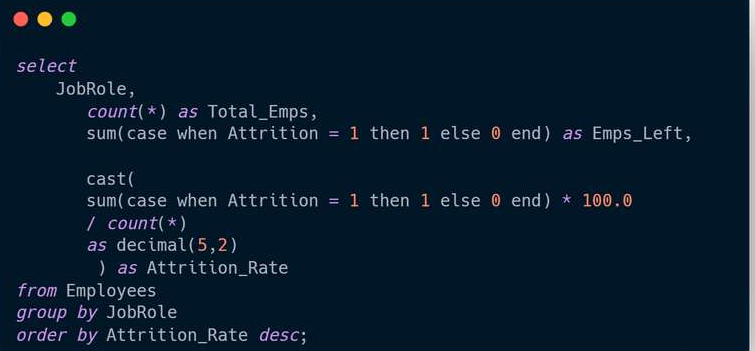 select
JobRole,
count(*) as Total_Emps,
sum(case when Attrition = 1 then 1 else 0 end) as Emps_Left,
cast(
sum(case when Attrition = 1 then 1 else 0 end) * 100.0
/ count(*)
as decimal(5,2)
) as Attrition_Rate
from Employees
group by JobRole
order by Attrition_Rate desc;